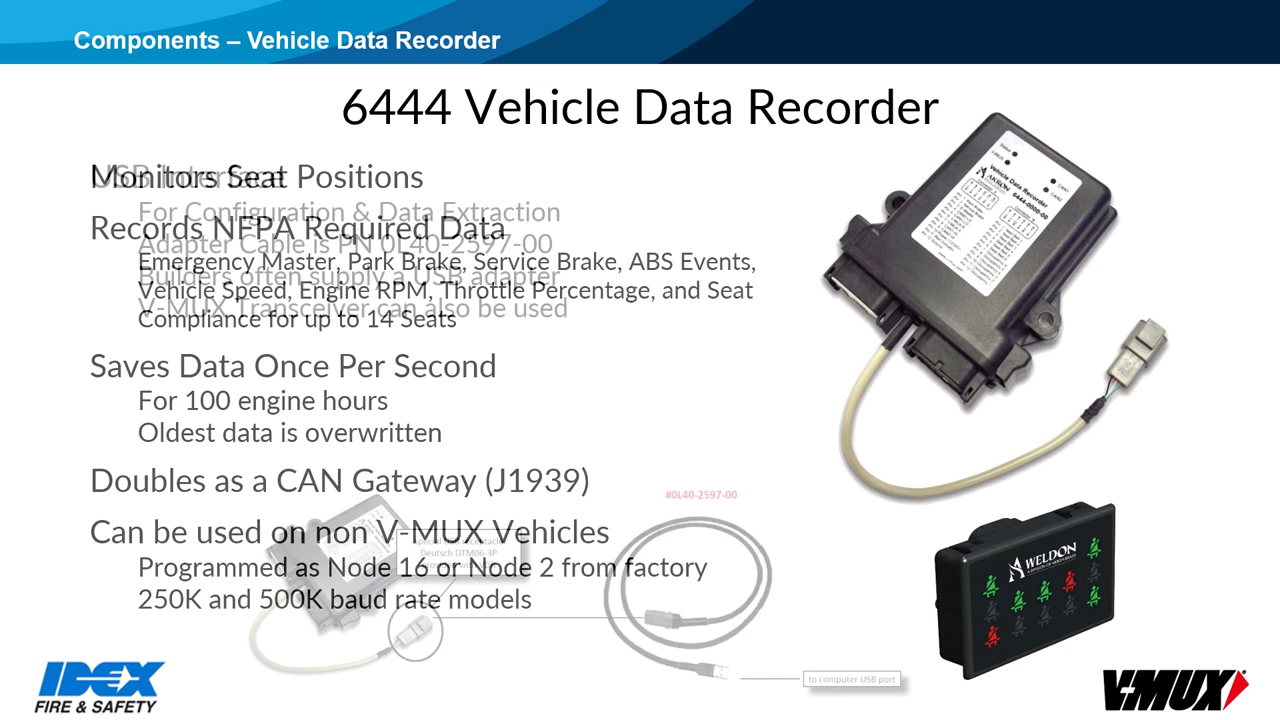 Components – Vehicle Data Recorder
6444 Vehicle Data Recorder
Monitors Seat Positions
USB Interface
For Configuration & Data Extraction
Records NFPA Required Data
Adapter Cable is PN 0L40-2597-00
Emergency Master, Park Brake, Service Brake, ABS Events,
Builders often supply a USB adapter
Vehicle Speed, Engine RPM, Throttle Percentage, and Seat
V-MUX Transceiver can also be used
Compliance for up to 14 Seats
Saves Data Once Per Second
For 100 engine hours
Oldest data is overwritten
Doubles as a CAN Gateway (J1939)
#0L40-2597-00
Can be used on non V-MUX Vehicles
Deutsch DTM06-3P
Programmed as Node 16 or Node 2 from factory
250K and 500K baud rate models
to computer USB port
Status
V-MUX
CAN1
CAN2
Vehicle Data Recorder
AKRON
6444-0000-00
WELDON
IDEX
FIRE & SAFETY
V-MUX